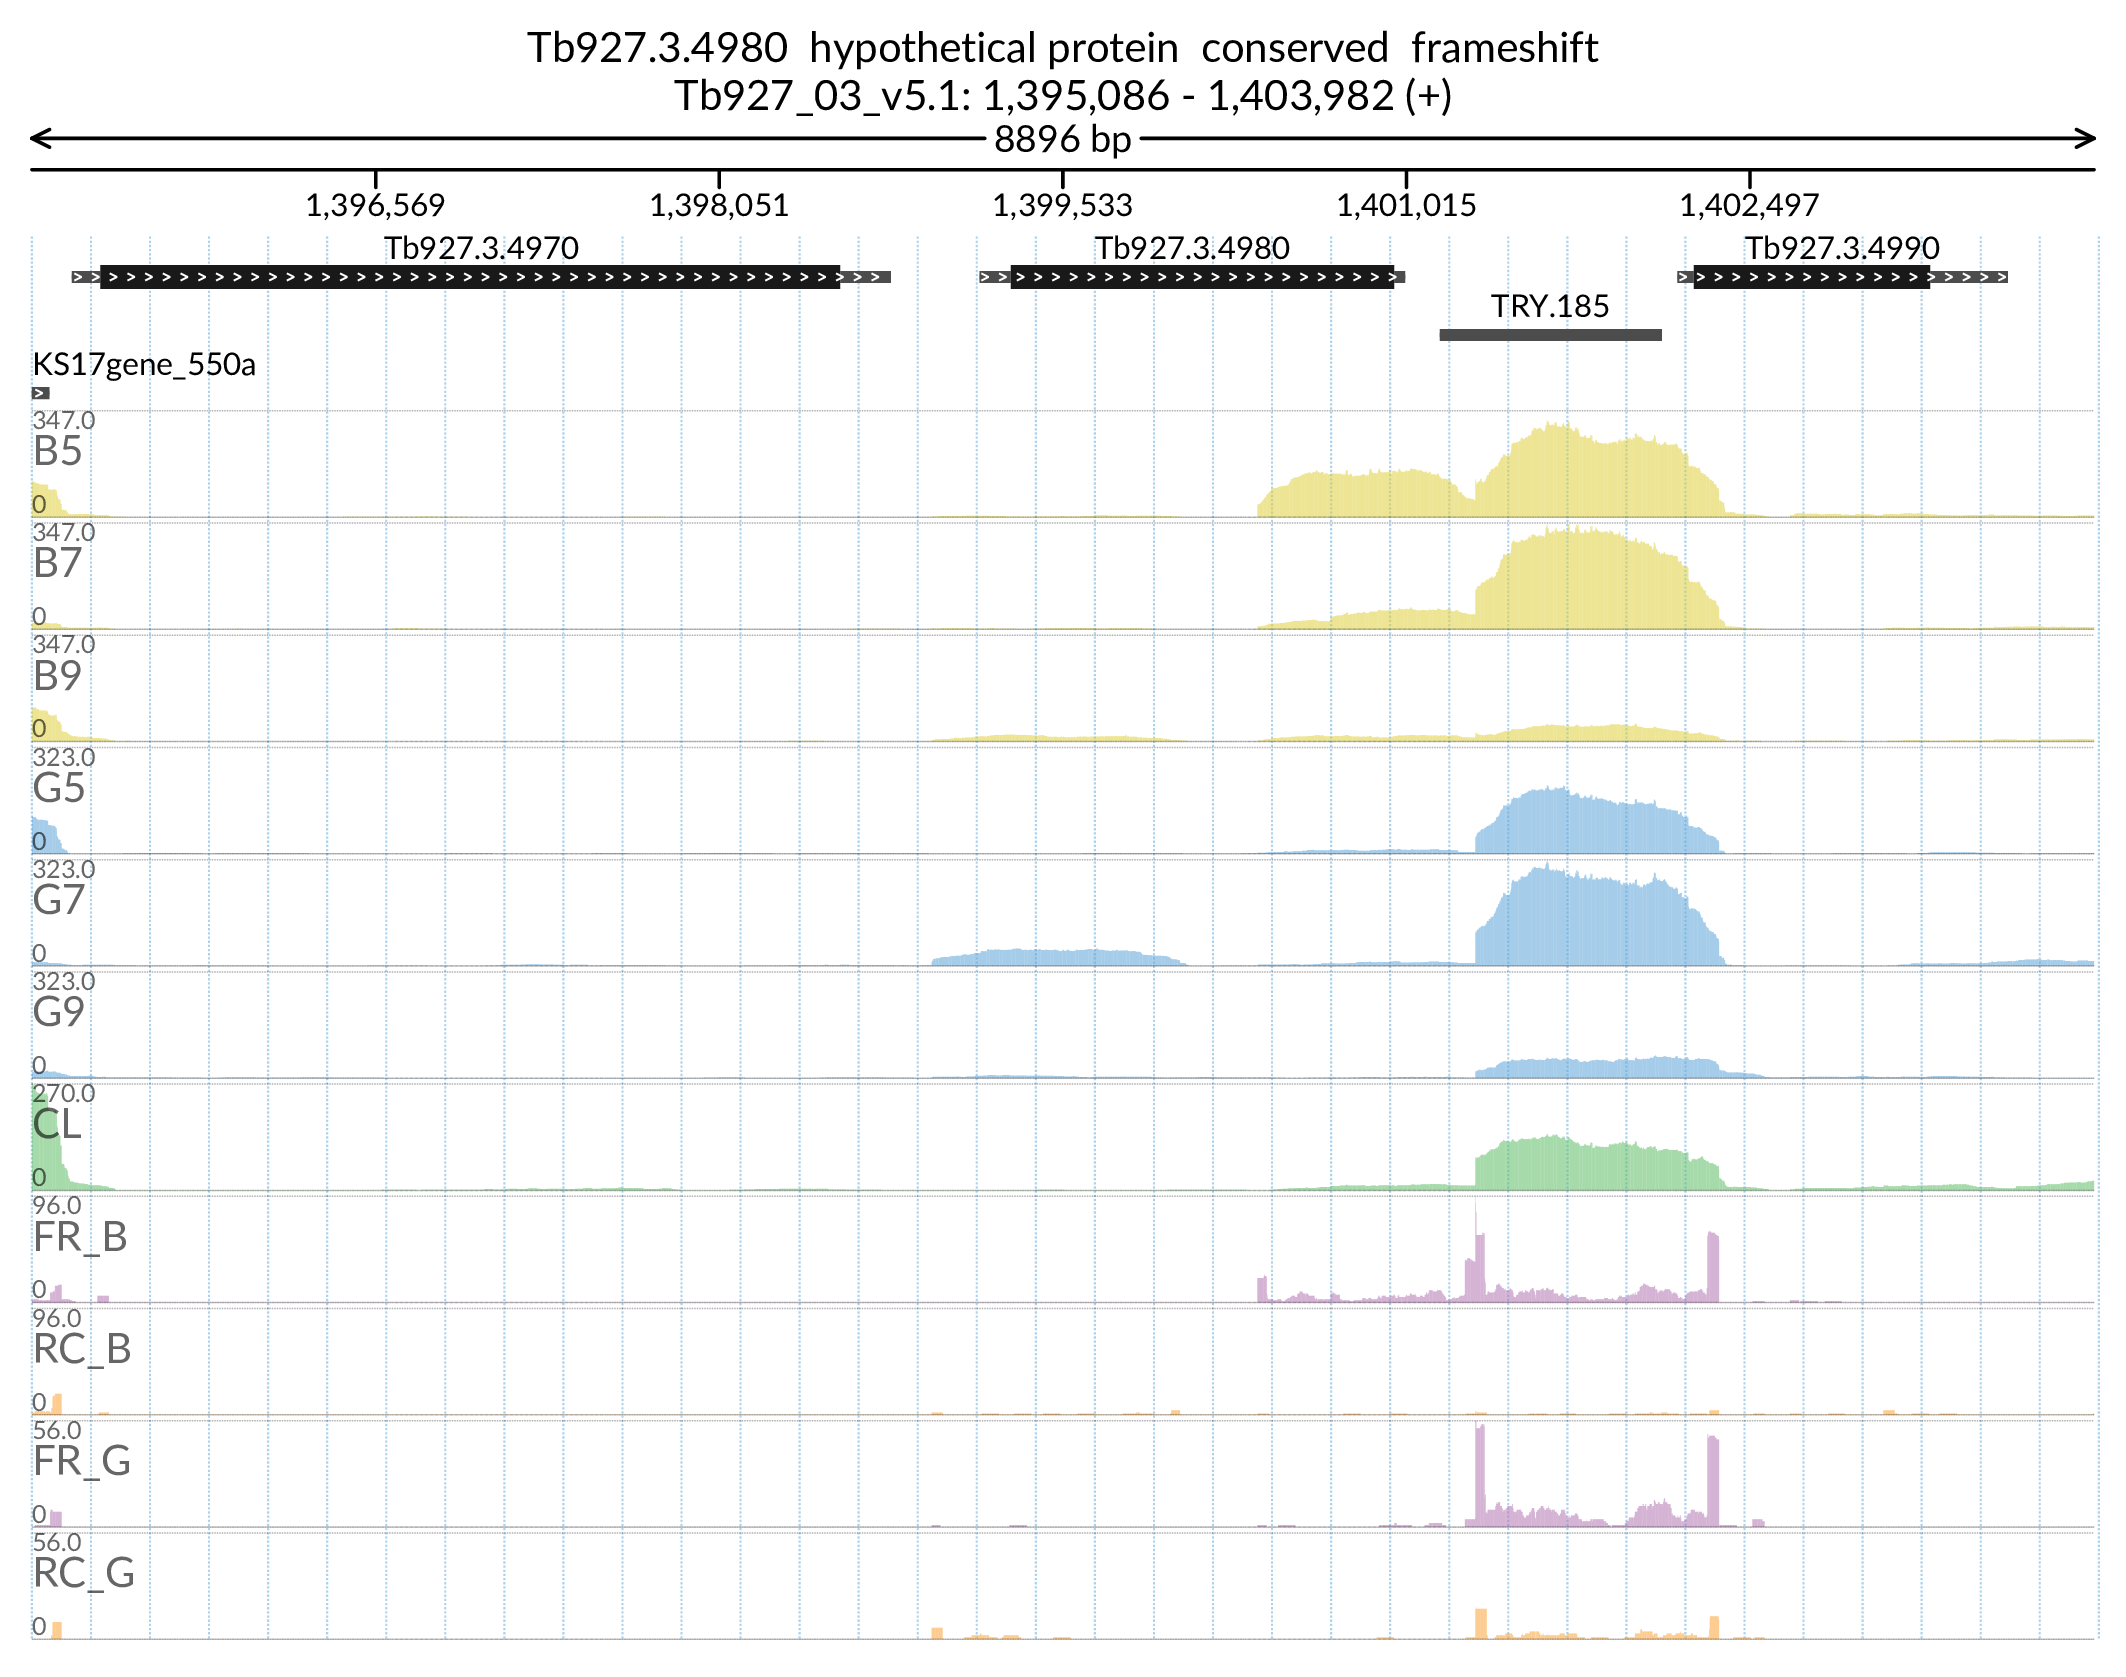 Tb927.3.4980  hypothetical protein  conserved  frameshift
Tb927_03_v5.1: 1,395,086 - 1,403,982 (+)
8896 bp
1,396,569 1,398,051 1,399,533 1,401,015 1,402,497
Tb927.3.4970 Tb927.3.4980 Tb927.3.4990
TRY.185
KS17gene_550a
347.0
B5
0
347.0
B7
0
347.0
B9
0
323.0
G5
0
323.0
G7
0
323.0
G9
0
270.0
CL
0
96.0
FR_B
0
96.0
RC_B
0
56.0
FR_G
0
56.0
RC_G
0